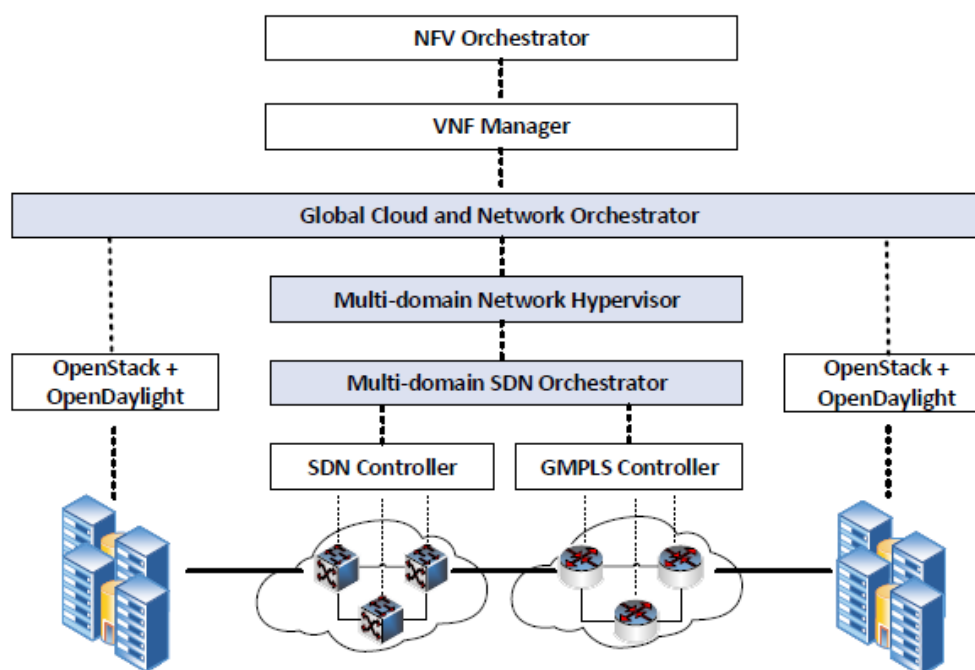 NFV Orchestrator
VNF Manager
Global Cloud and Network Orchestrator
Multi-domain Network Hypervisor
OpenStack +
OpenDaylight
Multi-domain SDN Orchestrator
OpenStack +
OpenDaylight
SDN Controller
GMPLS Controller